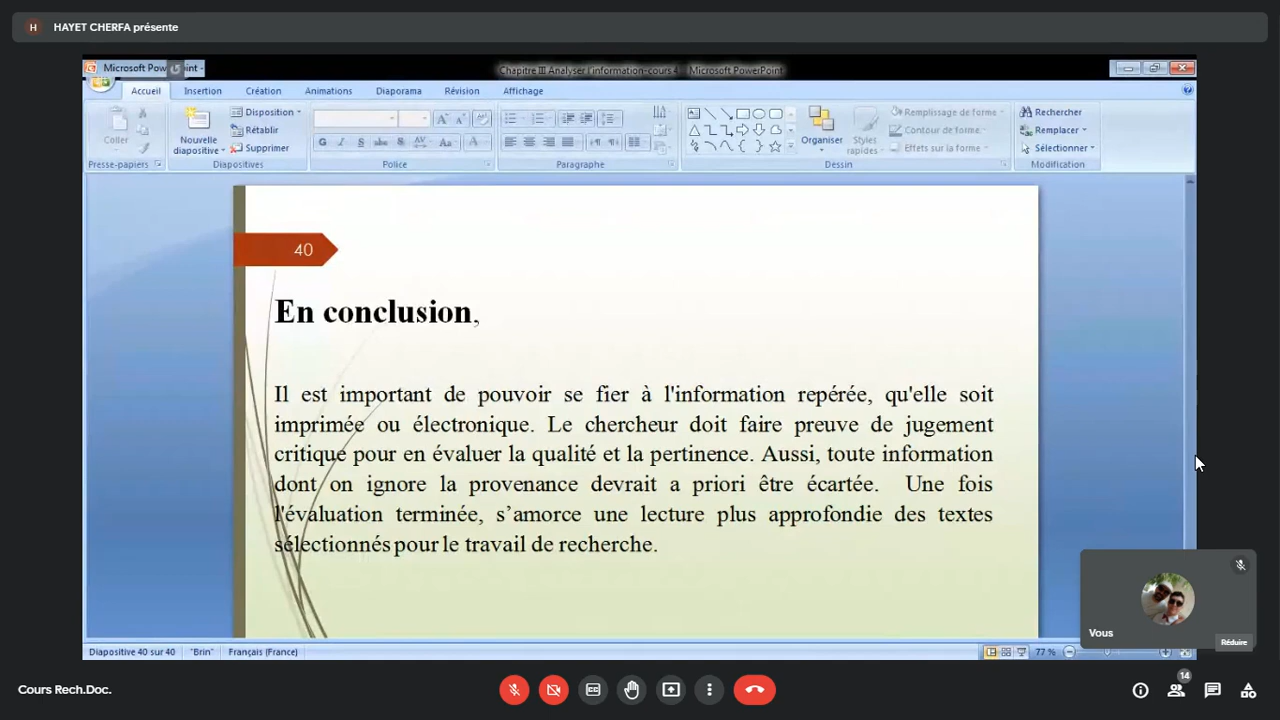 H HAYET CHERFA présente
Microsoft PowerPoint -
Chapitre III Analyser l'information-cours 4 Microsoft PowerPoint
Accueil Insertion Création Animations Diaporama Révision Affichage
Coller
Presse-papiers
Nouvelle diapositive
Disposition
Rétablir
Supprimer
Diapositives
G I S abc S AV Aa A
Police
Paragraphe
Organiser
Styles rapides
Remplissage de forme
Contour de forme
Effets sur la forme
Dessin
Rechercher
Remplacer
Sélectionner
Modification
40
En conclusion,
Il est important de pouvoir se fier à l'information repérée, qu'elle soit
imprimée ou électronique. Le chercheur doit faire preuve de jugement
critique pour en évaluer la qualité et la pertinence. Aussi, toute information
dont on ignore la provenance devrait a priori être écartée. Une fois
l'évaluation terminée, s’amorce une lecture plus approfondie des textes
sélectionnés pour le travail de recherche.
Vous
Réduire
Diapositive 40 sur 40 "Brin" Français (France) 77 %
Cours Rech.Doc.
14